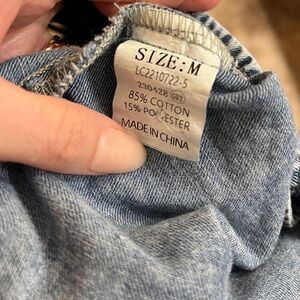 SIZE:M
LC2210722-5
230428
85% COTTON
15% POLYESTER
MADE IN CHINA